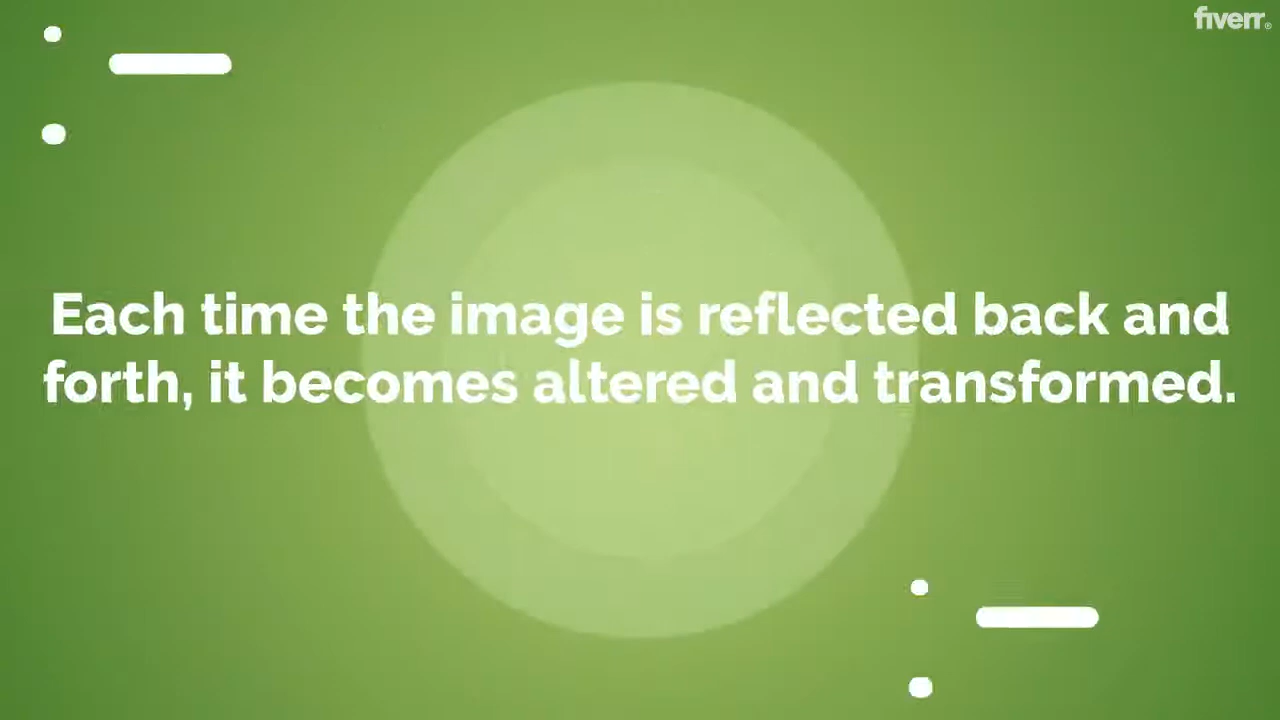 fiverr®
Each time the image is reflected back and
forth, it becomes altered and transformed.